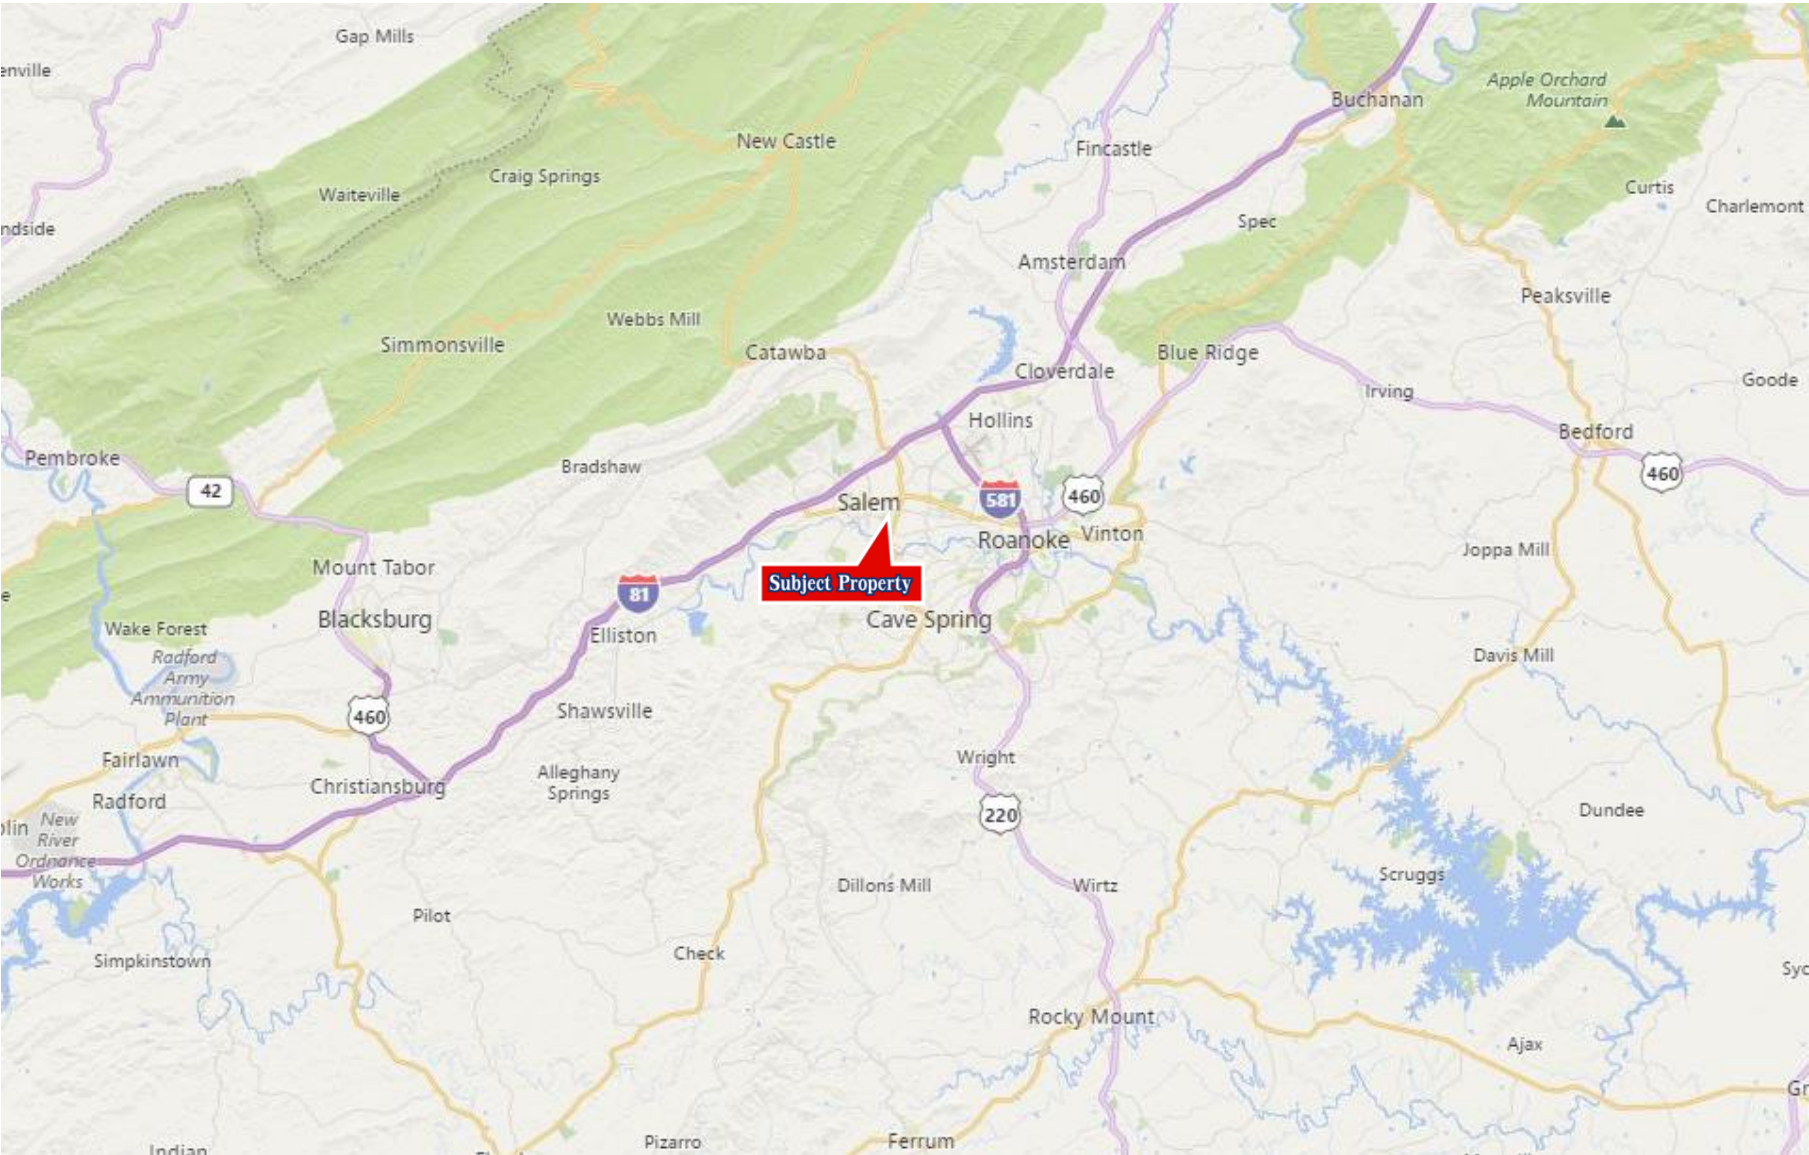 Gap Mills
enville
Apple Orchard
Mountain
Buchanan
New Castle
Fincastle
Craig Springs
Waiteville
Curtis
Charlemont
Spec
ndside
Amsterdam
Peaksville
Webbs Mill
Simmonsville
Catawba
Blue Ridge
Cloverdale
Goode
Irving
Hollins
Bedford
Pembroke
Bradshaw
460
42
581
460
Salem
Roanoke
Vinton
Joppa Mill
Mount Tabor
Subject Property
81
e
Blacksburg
Cave Spring
Wake Forest
Elliston
Radford
Army
Ammunition
Plant
Davis Mill
Shawsville
460
Wright
Fairlawn
Alleghany
Springs
Christiansburg
Radford
220
Dundee
New
River
Ordnance
Works
lin
Scruggs
Dillons Mill
Wirtz
Pilot
Check
Simpkinstown
Syc
Rocky Mount
Ajax
Gr
Pizarro
Ferrum
Indian